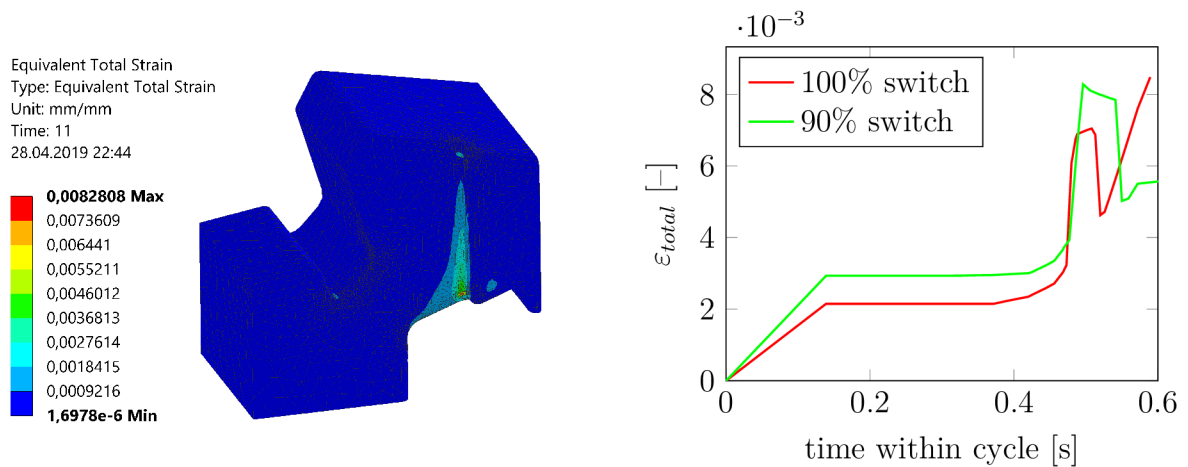 Equivalent Total Strain
Type: Equivalent Total Strain
Unit: mm/mm
Time: 11
28.04.2019 22:44
0,0082808 Max
0,0073609
0,006441
0,0055211
0,0046012
0,0036813
0,0027614
0,0018415
0,0009216
1,6978e-6 Min
·10⁻³
100% switch
90% switch
8
6
4
2
0
ε_total [−]
0 0.2 0.4 0.6
time within cycle [s]